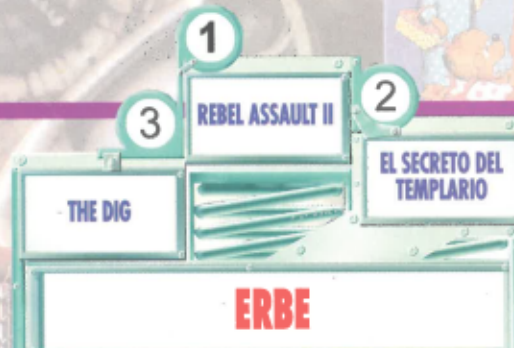 1
REBEL ASSAULT II
2
EL SECRETO DEL
TEMPLARIO
3
THE DIG
ERBE